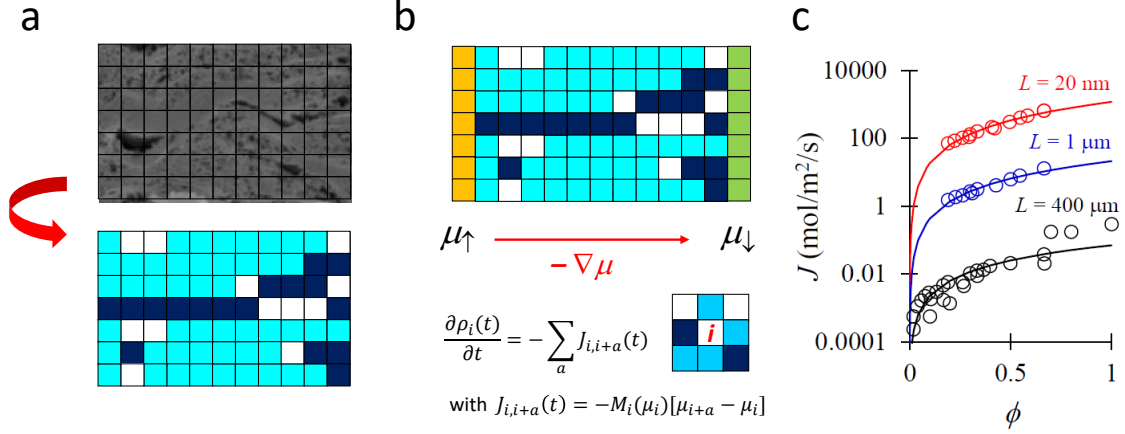 a
b
c
μ↑
μ↓
− ∇μ
∂ρᵢ(t)/∂t = − ∑ₐ Jᵢ,ᵢ₊ₐ(t)
i
with Jᵢ,ᵢ₊ₐ(t) = −Mᵢ(μᵢ)[μᵢ₊ₐ − μᵢ]
J (mol/m²/s)
10000
100
1
0.01
0.0001
L = 20 nm
L = 1 μm
L = 400 μm
0
0.5
1
ϕ